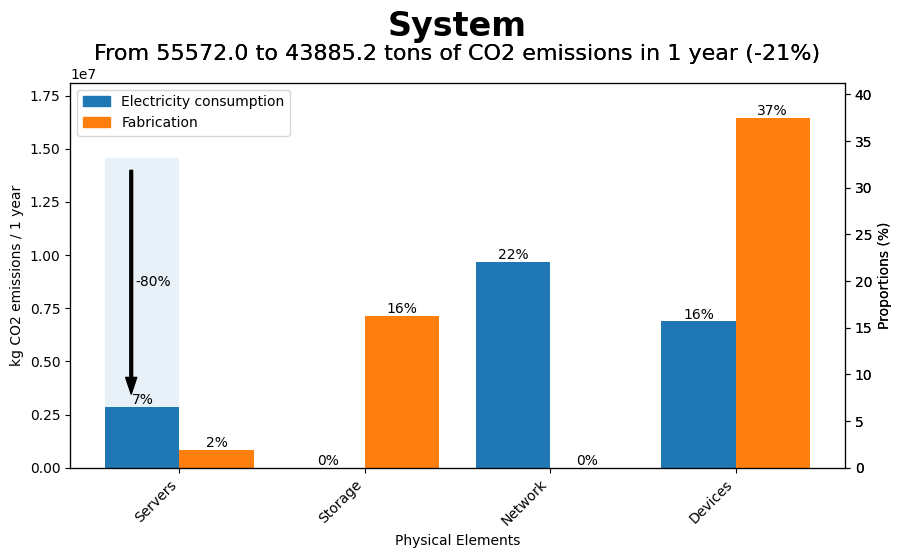 System
From 55572.0 to 43885.2 tons of CO2 emissions in 1 year (-21%)
1e7
1.75
1.50
1.25
1.00
0.75
0.50
0.25
0.00
kg CO2 emissions / 1 year
Electricity consumption
Fabrication
-80%
7%
2%
0%
16%
22%
0%
16%
37%
40
35
30
25
20
15
10
5
0
Proportions (%)
Servers
Storage
Network
Devices
Physical Elements